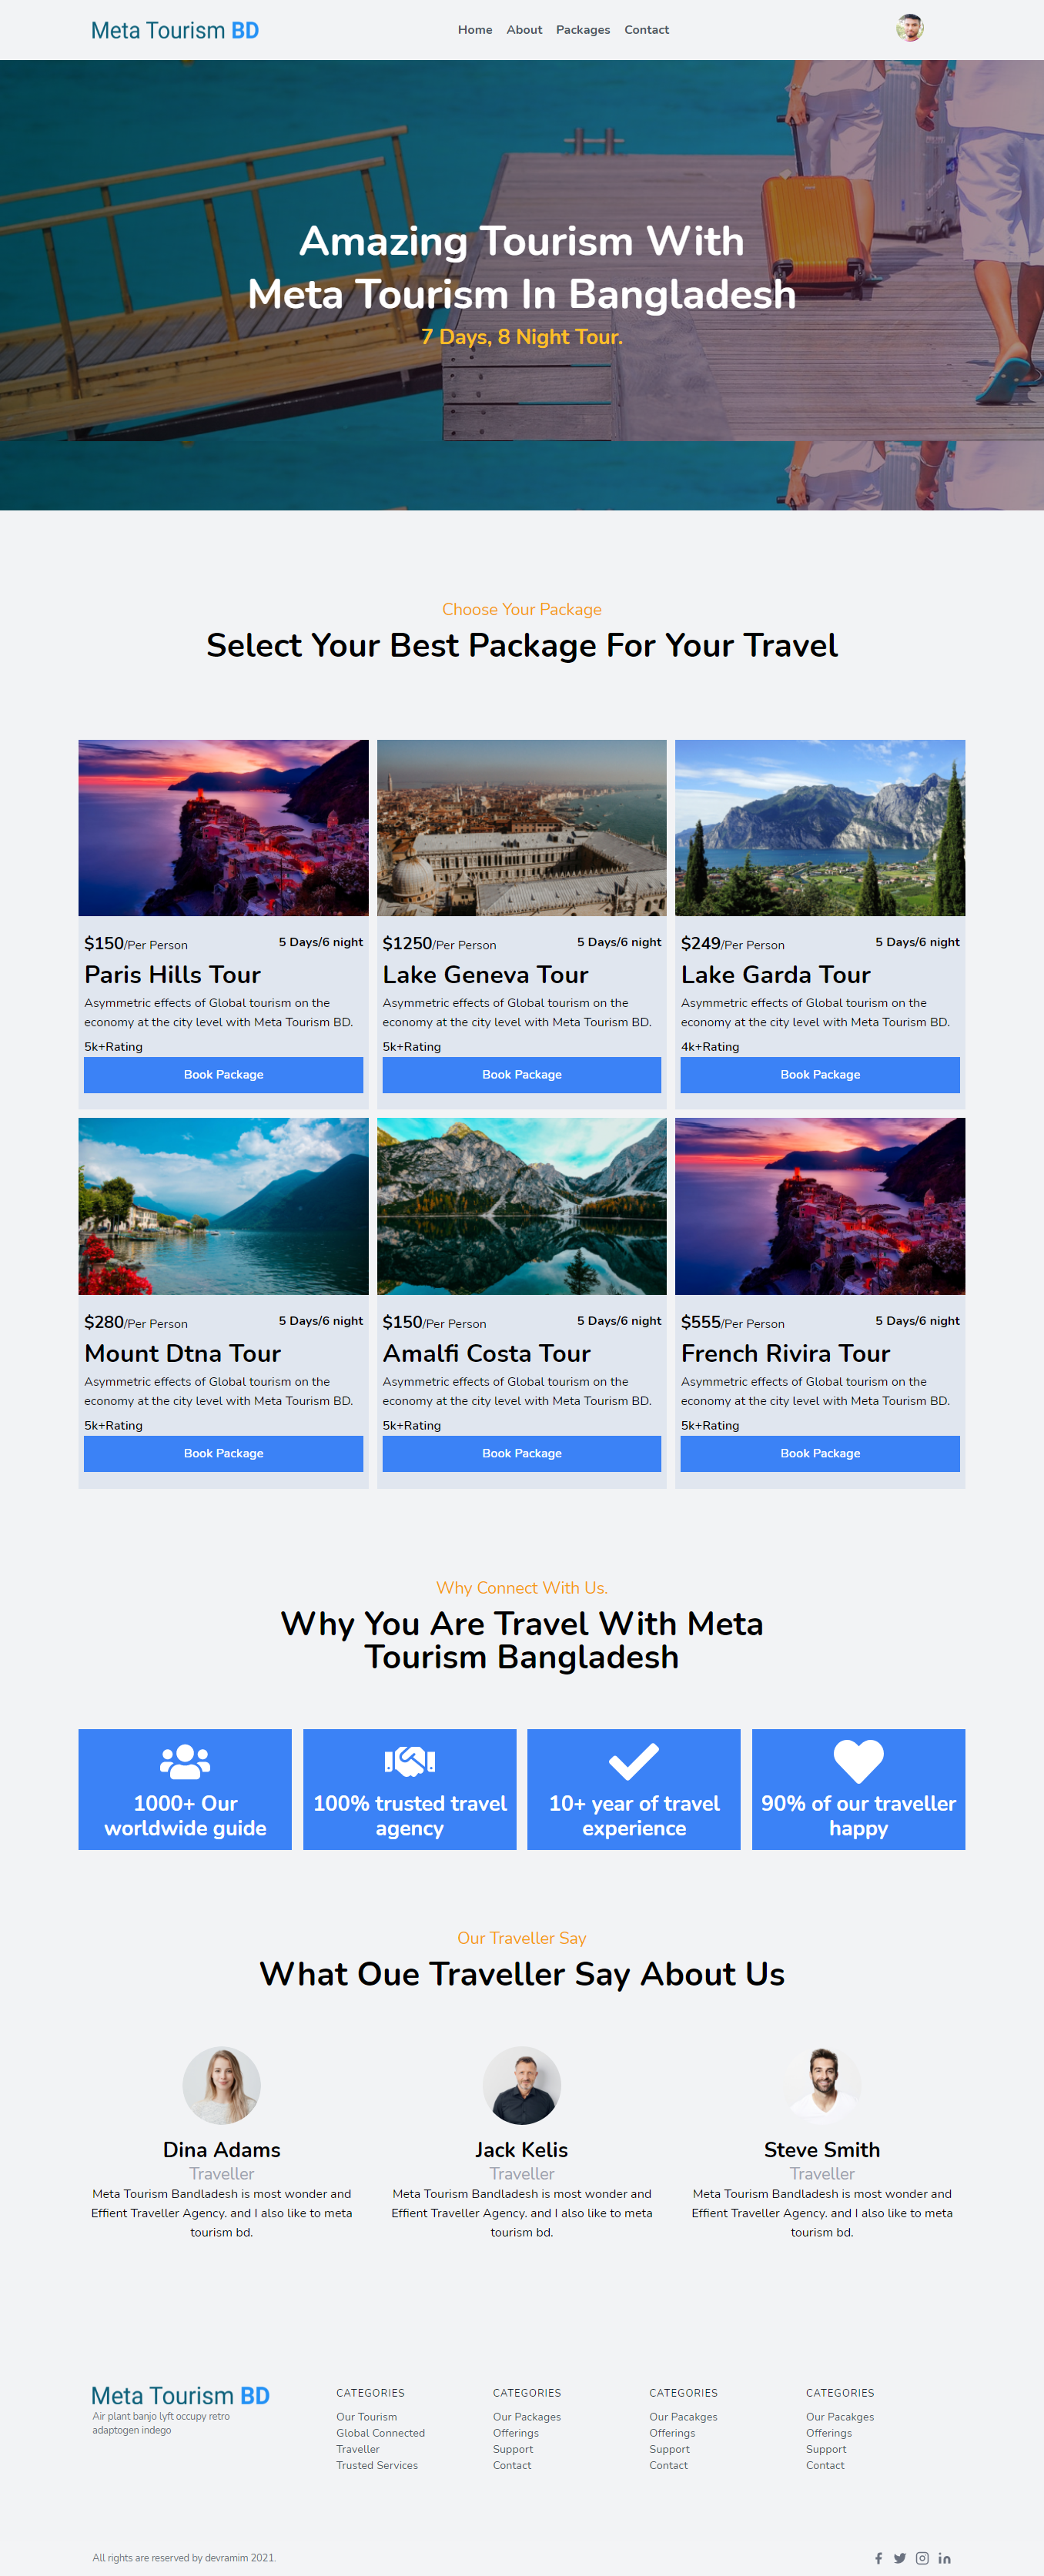 Meta Tourism BD
Home About Packages Contact
Amazing Tourism With
Meta Tourism In Bangladesh
7 Days, 8 Night Tour.
Choose Your Package
Select Your Best Package For Your Travel
$150/Per Person 5 Days/6 night
Paris Hills Tour
Asymmetric effects of Global tourism on the
economy at the city level with Meta Tourism BD.
5k+Rating
Book Package
$1250/Per Person 5 Days/6 night
Lake Geneva Tour
Asymmetric effects of Global tourism on the
economy at the city level with Meta Tourism BD.
5k+Rating
Book Package
$249/Per Person 5 Days/6 night
Lake Garda Tour
Asymmetric effects of Global tourism on the
economy at the city level with Meta Tourism BD.
4k+Rating
Book Package
$280/Per Person 5 Days/6 night
Mount Dtna Tour
Asymmetric effects of Global tourism on the
economy at the city level with Meta Tourism BD.
5k+Rating
Book Package
$150/Per Person 5 Days/6 night
Amalfi Costa Tour
Asymmetric effects of Global tourism on the
economy at the city level with Meta Tourism BD.
5k+Rating
Book Package
$555/Per Person 5 Days/6 night
French Rivira Tour
Asymmetric effects of Global tourism on the
economy at the city level with Meta Tourism BD.
5k+Rating
Book Package
Why Connect With Us.
Why You Are Travel With Meta
Tourism Bangladesh
1000+ Our
worldwide guide
100% trusted travel
agency
10+ year of travel
experience
90% of our traveller
happy
Our Traveller Say
What Oue Traveller Say About Us
Dina Adams
Traveller
Meta Tourism Bandladesh is most wonder and
Effient Traveller Agency. and I also like to meta
tourism bd.
Jack Kelis
Traveller
Meta Tourism Bandladesh is most wonder and
Effient Traveller Agency. and I also like to meta
tourism bd.
Steve Smith
Traveller
Meta Tourism Bandladesh is most wonder and
Effient Traveller Agency. and I also like to meta
tourism bd.
Meta Tourism BD
Air plant banjo lyft occupy retro
adaptogen indego
CATEGORIES
Our Tourism
Global Connected
Traveller
Trusted Services
CATEGORIES
Our Packages
Offerings
Support
Contact
CATEGORIES
Our Pacakges
Offerings
Support
Contact
CATEGORIES
Our Pacakges
Offerings
Support
Contact
All rights are reserved by devramim 2021.